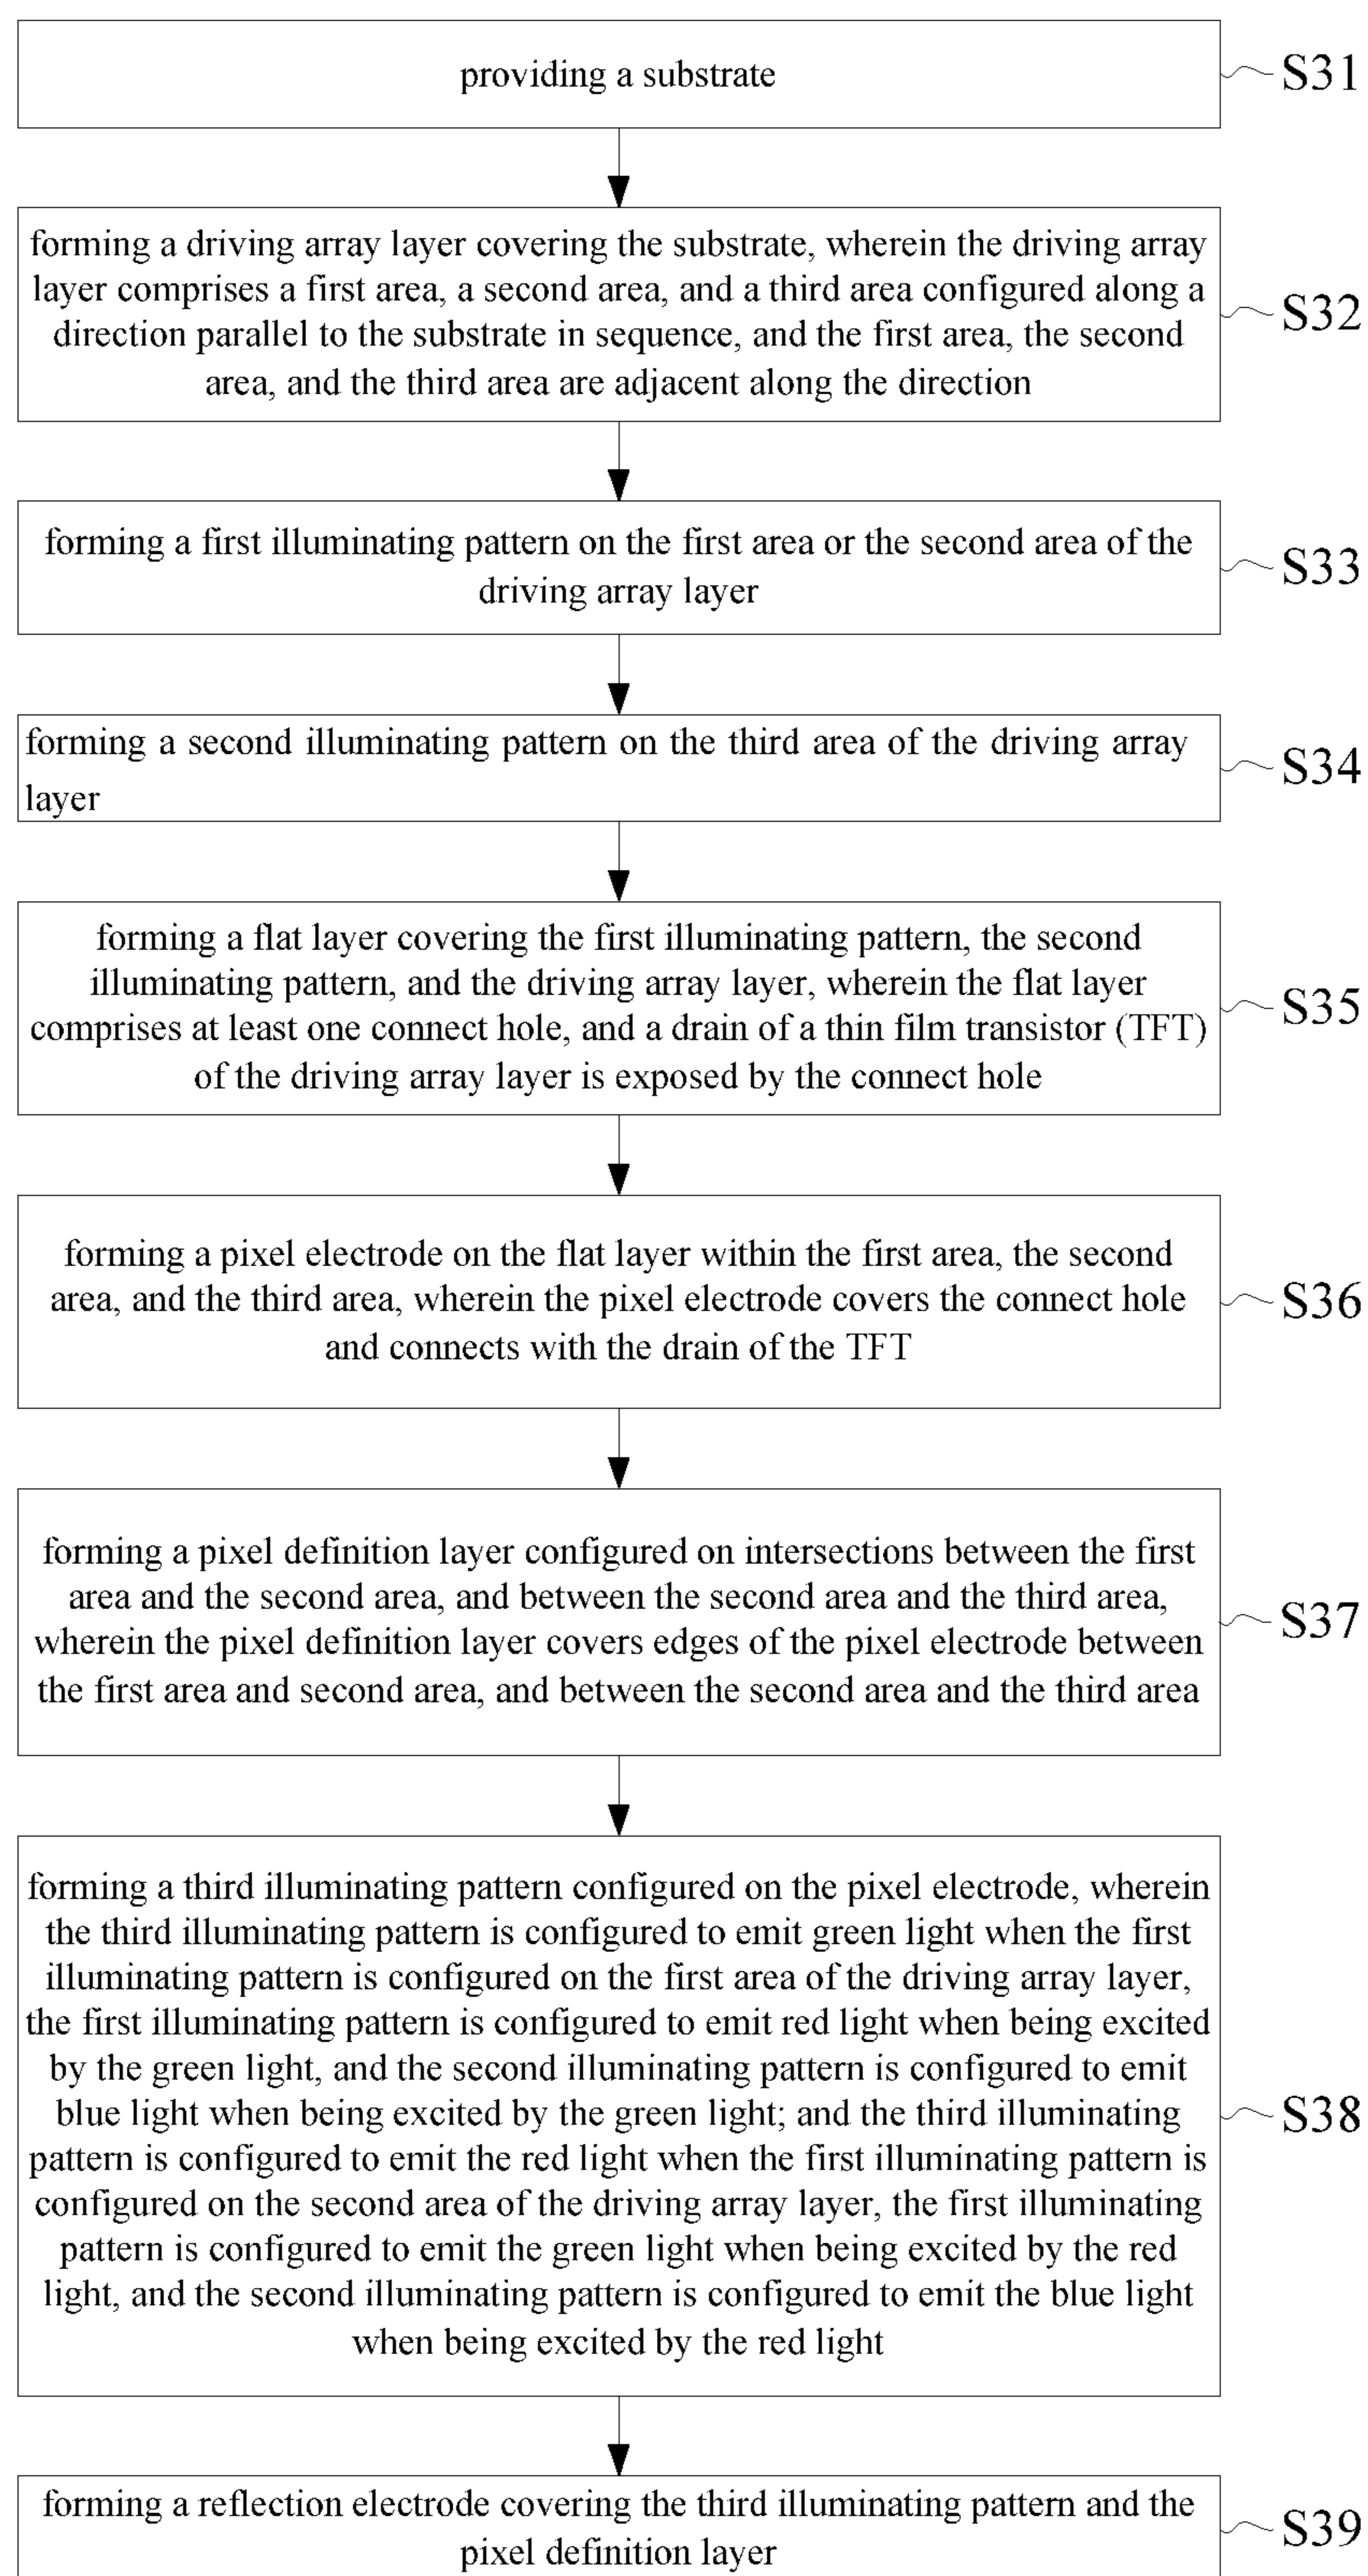 providing a substrate
S31
forming a driving array layer covering the substrate, wherein the driving array
layer comprises a first area, a second area, and a third area configured along a
direction parallel to the substrate in sequence, and the first area, the second
area, and the third area are adjacent along the direction
S32
forming a first illuminating pattern on the first area or the second area of the
driving array layer
S33
forming a second illuminating pattern on the third area of the driving array
layer
S34
forming a flat layer covering the first illuminating pattern, the second
illuminating pattern, and the driving array layer, wherein the flat layer
comprises at least one connect hole, and a drain of a thin film transistor (TFT)
of the driving array layer is exposed by the connect hole
S35
forming a pixel electrode on the flat layer within the first area, the second
area, and the third area, wherein the pixel electrode covers the connect hole
and connects with the drain of the TFT
S36
forming a pixel definition layer configured on intersections between the first
area and the second area, and between the second area and the third area,
wherein the pixel definition layer covers edges of the pixel electrode between
the first area and second area, and between the second area and the third area
S37
forming a third illuminating pattern configured on the pixel electrode, wherein
the third illuminating pattern is configured to emit green light when the first
illuminating pattern is configured on the first area of the driving array layer,
the first illuminating pattern is configured to emit red light when being excited
by the green light, and the second illuminating pattern is configured to emit
blue light when being excited by the green light; and the third illuminating
pattern is configured to emit the red light when the first illuminating pattern is
configured on the second area of the driving array layer, the first illuminating
pattern is configured to emit the green light when being excited by the red
light, and the second illuminating pattern is configured to emit the blue light
when being excited by the red light
S38
forming a reflection electrode covering the third illuminating pattern and the
pixel definition layer
S39